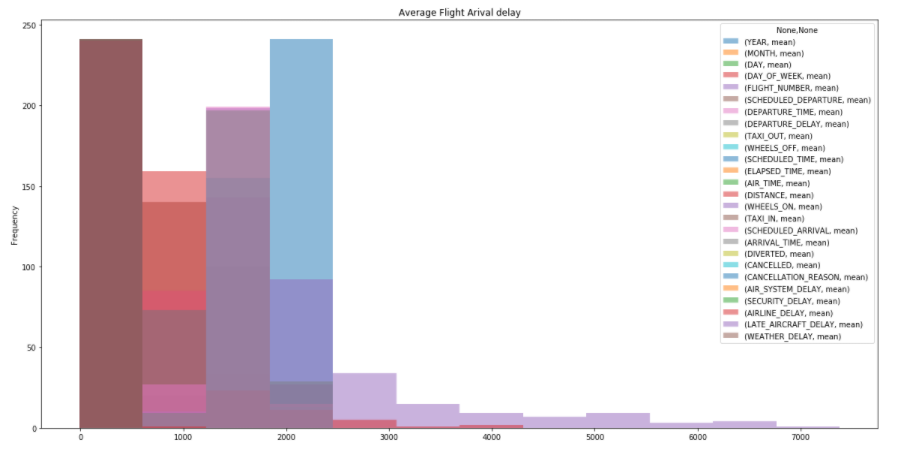 Average Flight Arival delay
250
200
150
100
50
0
Frequency
0 1000 2000 3000 4000 5000 6000 7000
None,None
(YEAR, mean)
(MONTH, mean)
(DAY, mean)
(DAY_OF_WEEK, mean)
(FLIGHT_NUMBER, mean)
(SCHEDULED_DEPARTURE, mean)
(DEPARTURE_TIME, mean)
(DEPARTURE_DELAY, mean)
(TAXI_OUT, mean)
(WHEELS_OFF, mean)
(SCHEDULED_TIME, mean)
(ELAPSED_TIME, mean)
(AIR_TIME, mean)
(DISTANCE, mean)
(WHEELS_ON, mean)
(TAXI_IN, mean)
(SCHEDULED_ARRIVAL, mean)
(ARRIVAL_TIME, mean)
(DIVERTED, mean)
(CANCELLED, mean)
(CANCELLATION_REASON, mean)
(AIR_SYSTEM_DELAY, mean)
(SECURITY_DELAY, mean)
(AIRLINE_DELAY, mean)
(LATE_AIRCRAFT_DELAY, mean)
(WEATHER_DELAY, mean)